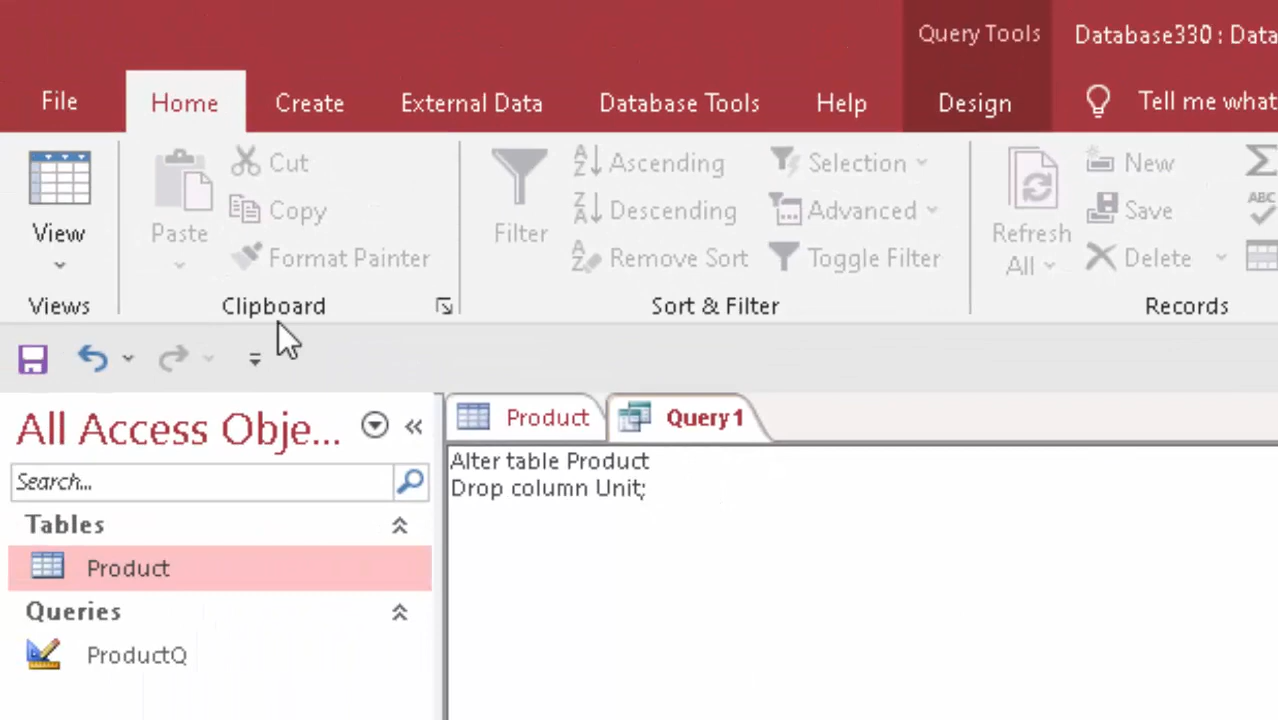 Query Tools
Database330 : Data
File
Home
Create
External Data
Database Tools
Help
Design
Tell me what
View
Paste
Cut
Copy
Format Painter
Filter
Ascending
Descending
Remove Sort
Selection
Advanced
Toggle Filter
Refresh
All
New
Save
Delete
Views
Clipboard
Sort & Filter
Records
All Access Obje...
Search...
Tables
Product
Queries
ProductQ
Product
Query1
Alter table Product
Drop column Unit;